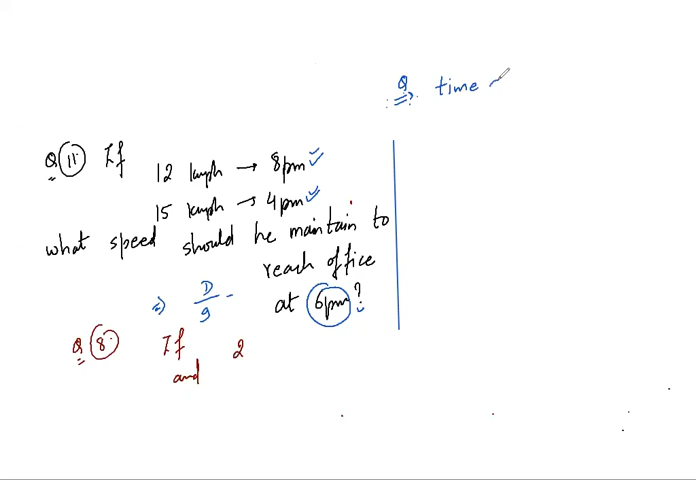 Q 11. If
12 kmph → 8pm
15 kmph → 4pm
what speed should he maintain to
reach office
at 6pm?
⇒ D/9 -
Q 8. If 2
and
Q ⇒ time